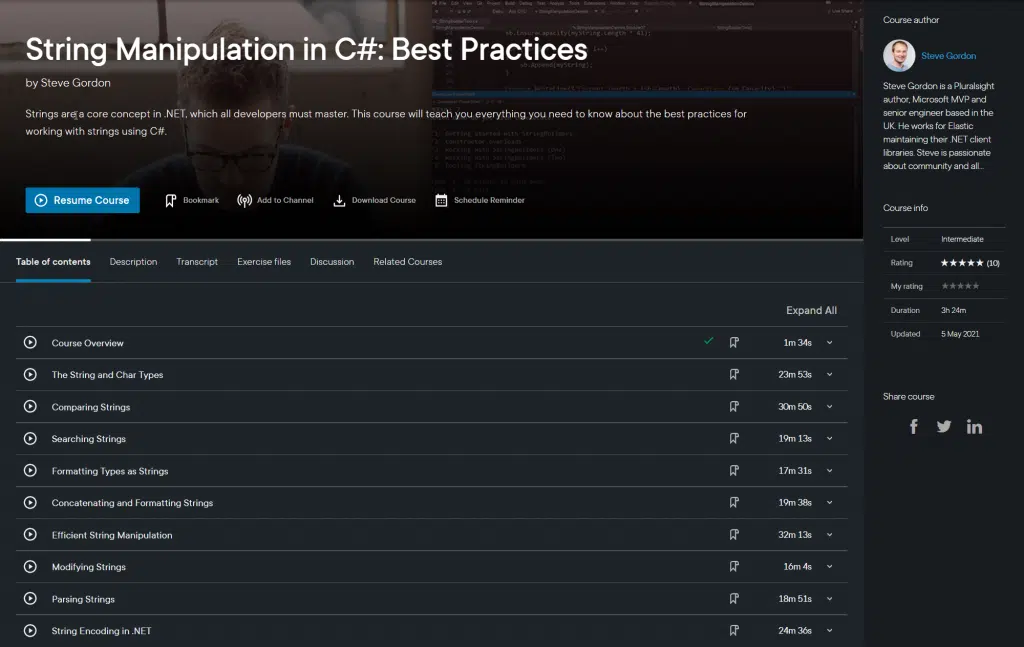 String Manipulation in C#: Best Practices
by Steve Gordon
Strings are a core concept in .NET, which all developers must master. This course will teach you everything you need to know about the best practices for
working with strings using C#.
Resume Course
Bookmark
Add to Channel
Download Course
Schedule Reminder
Table of contents
Description
Transcript
Exercise files
Discussion
Related Courses
Expand All
Course Overview 1m 34s
The String and Char Types 23m 53s
Comparing Strings 30m 50s
Searching Strings 19m 13s
Formatting Types as Strings 17m 31s
Concatenating and Formatting Strings 19m 38s
Efficient String Manipulation 32m 13s
Modifying Strings 16m 4s
Parsing Strings 18m 51s
String Encoding in .NET 24m 36s
Course author
Steve Gordon
Steve Gordon is a Pluralsight
author, Microsoft MVP and
senior engineer based in the
UK. He works for Elastic
maintaining their .NET client
libraries. Steve is passionate
about community and all...
Course info
Level Intermediate
Rating ★★★★★ (10)
My rating ★★★★★
Duration 3h 24m
Updated 5 May 2021
Share course